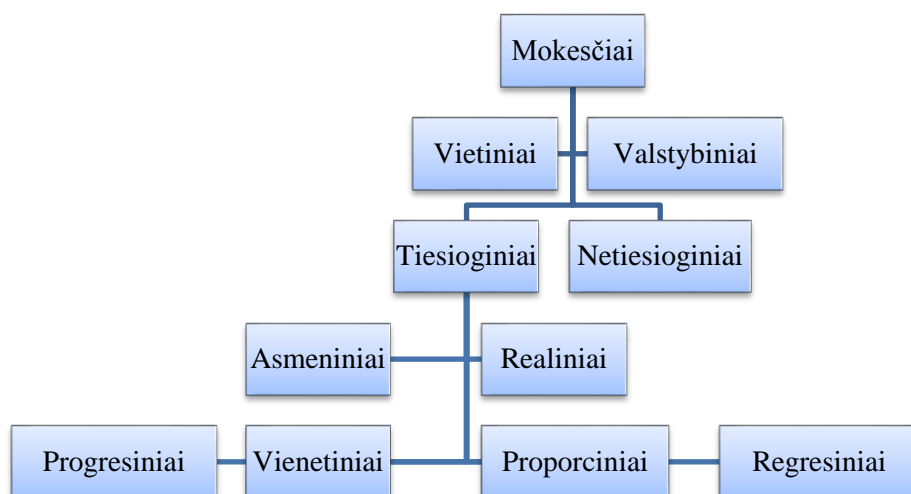 Mokesčiai
Vietiniai
Valstybiniai
Tiesioginiai
Netiesioginiai
Asmeniniai
Realiniai
Progresiniai
Vienetiniai
Proporciniai
Regresiniai